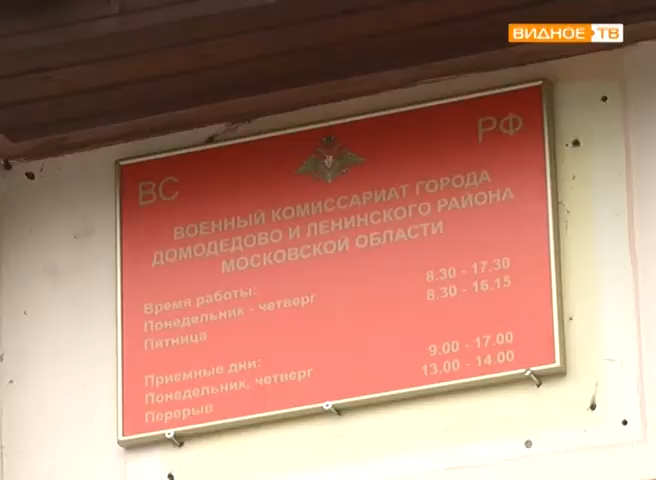 ВИДНОЕ ТВ
ВС РФ
ВОЕННЫЙ КОМИССАРИАТ ГОРОДА
ДОМОДЕДОВО И ЛЕНИНСКОГО РАЙОНА
МОСКОВСКОЙ ОБЛАСТИ
Время работы:
Понедельник - четверг 8.30 - 17.30
Пятница 8.30 - 16.15
Приемные дни:
Понедельник, четверг 9.00 - 17.00
Перерыв 13.00 - 14.00